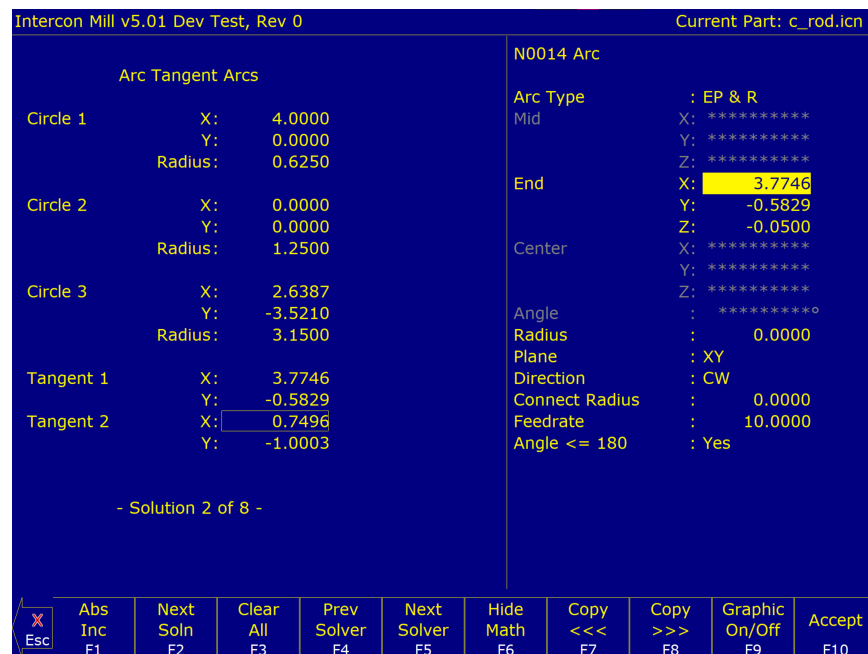 Intercon Mill v5.01 Dev Test, Rev 0 Current Part: c_rod.icn
Arc Tangent Arcs
Circle 1 X: 4.0000
Y: 0.0000
Radius: 0.6250
Circle 2 X: 0.0000
Y: 0.0000
Radius: 1.2500
Circle 3 X: 2.6387
Y: -3.5210
Radius: 3.1500
Tangent 1 X: 3.7746
Y: -0.5829
Tangent 2 X: 0.7496
Y: -1.0003
- Solution 2 of 8 -
N0014 Arc
Arc Type : EP & R
Mid X: **********
Y: **********
Z: **********
End X: 3.7746
Y: -0.5829
Z: -0.0500
Center X: **********
Y: **********
Z: **********
Angle : *********°
Radius : 0.0000
Plane : XY
Direction : CW
Connect Radius : 0.0000
Feedrate : 10.0000
Angle <= 180 : Yes
X Esc
Abs Inc F1
Next Soln F2
Clear All F3
Prev Solver F4
Next Solver F5
Hide Math F6
Copy <<< F7
Copy >>> F8
Graphic On/Off F9
Accept F10